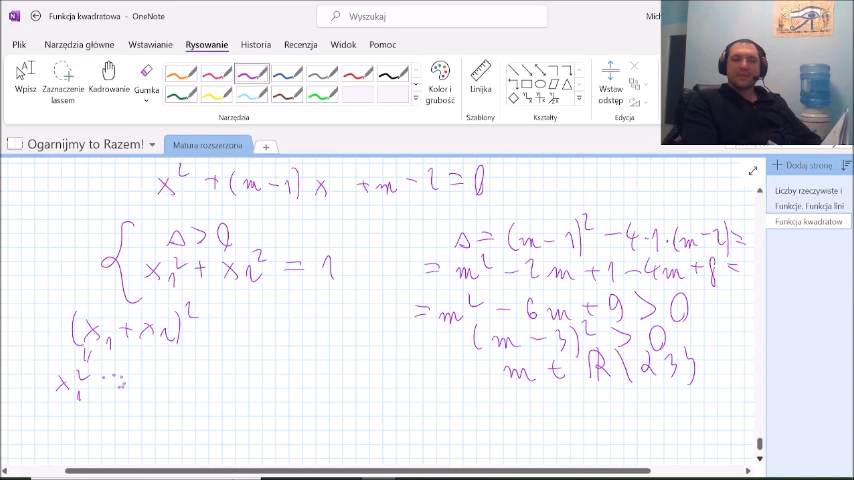 Funkcja kwadratowa - OneNote
Wyszukaj
Plik
Narzędzia główne
Wstawianie
Rysowanie
Historia
Recenzja
Widok
Pomoc
Wpisz
Zaznaczenie lassem
Kadrowanie
Gumka
Kolor i grubość
Linijka
Wstaw odstęp
Narzędzia
Szablony
Kształty
Edycja
Ogarnijmy to Razem!
Matura rozszerzona
+
Dodaj stronę
Liczby rzeczywiste i
Funkcje. Funkcja lini
Funkcja kwadratow
x² + (m - 1) x + m - 2 = 0
Δ > 0
x₁² + x₂² = 1
(x₁ + x₂)²
x₁²
Δ = (m - 1)² - 4 · 1 · (m - 2) =
= m² - 2m + 1 - 4m + 8 =
= m² - 6m + 9 > 0
(m - 3)² > 0
m ∈ R \ {3}